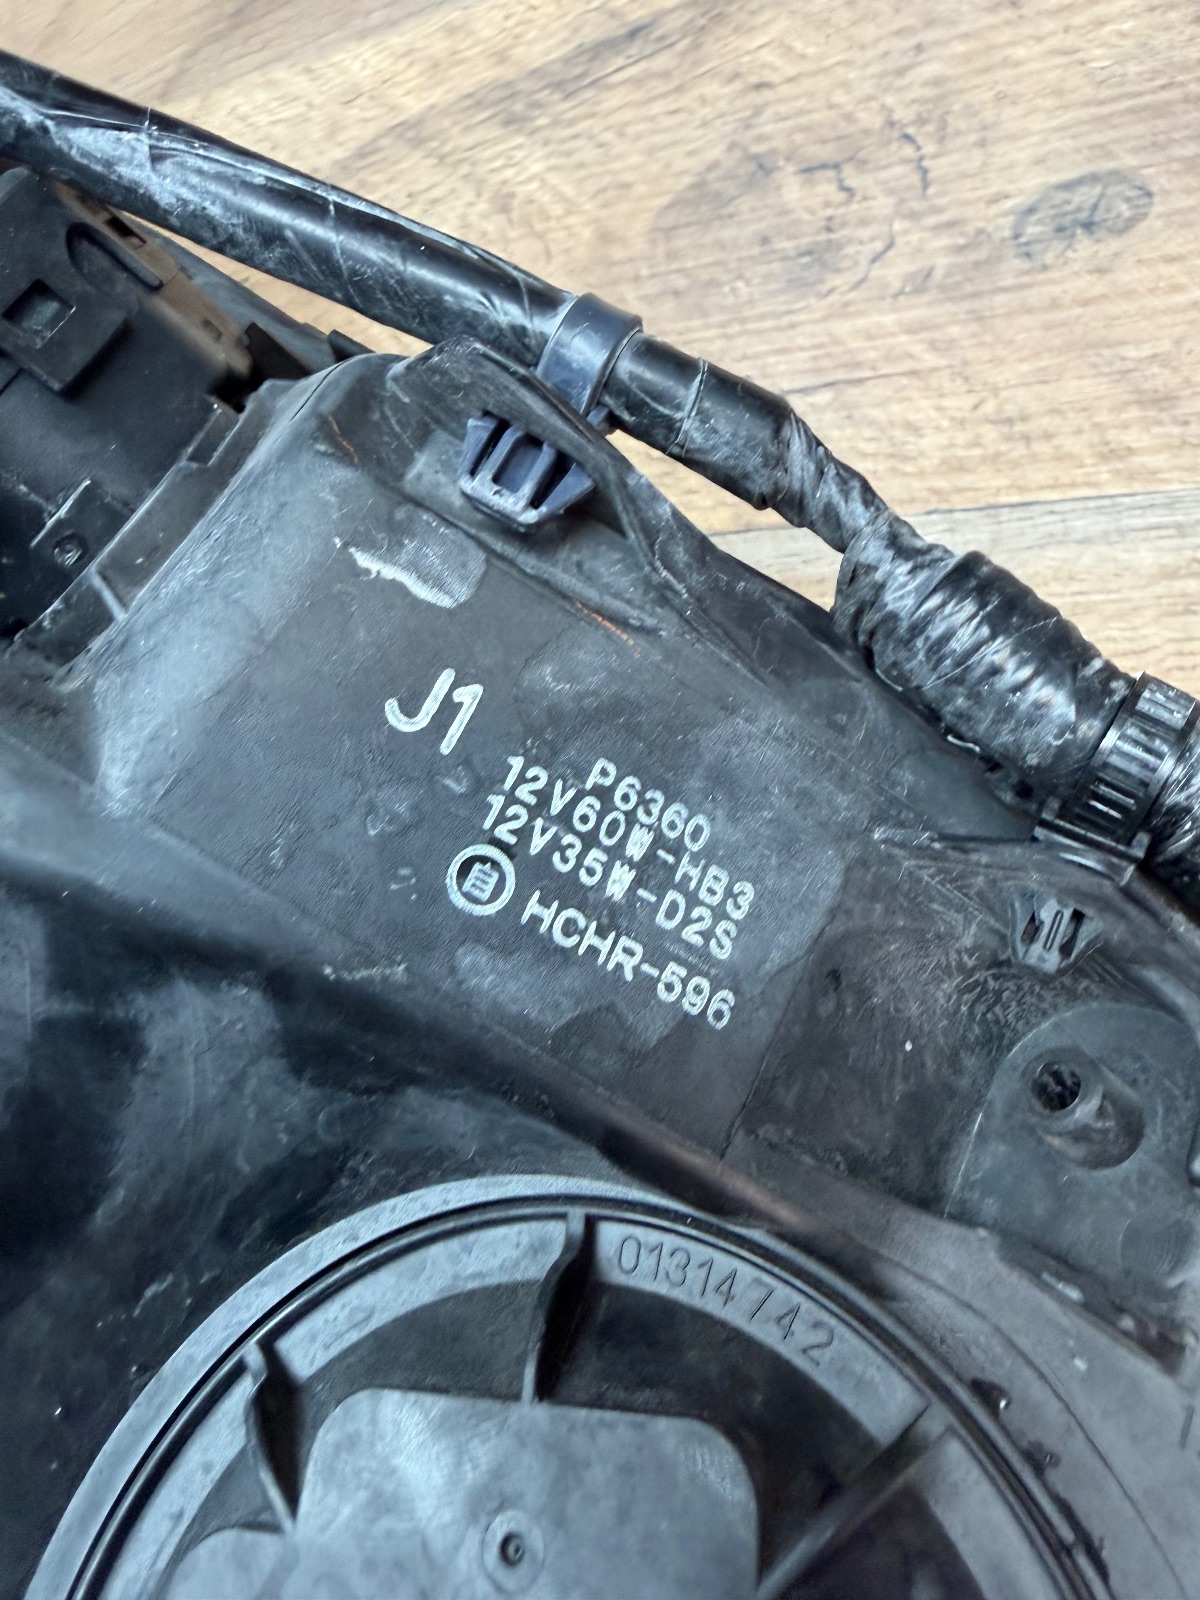 J1
P6360
12V60W-HB3
12V35W-D2S
自 HCHR-596
01314742